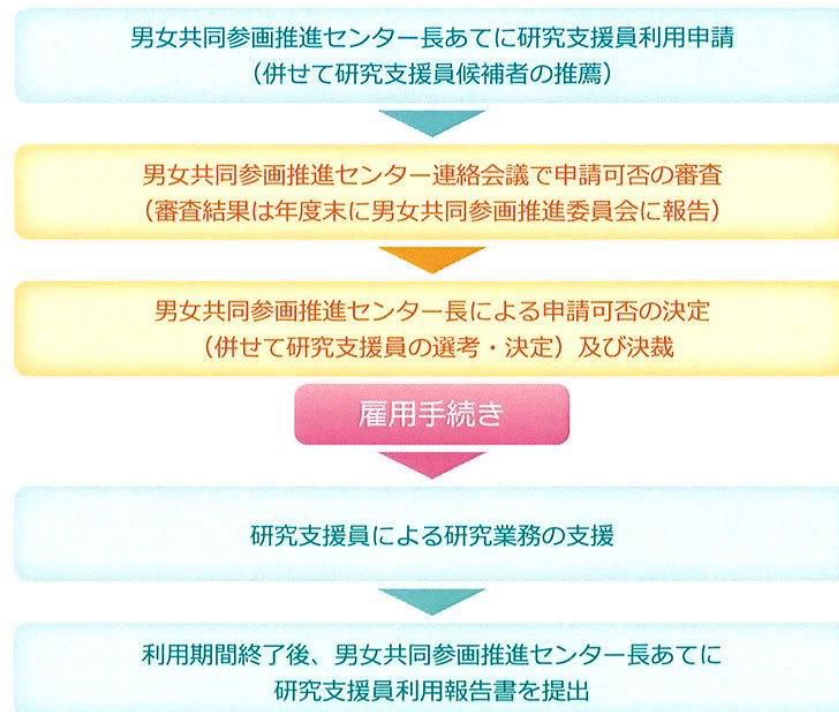 男女共同参画推進センター長あてに研究支援員利用申請
（併せて研究支援員候補者の推薦）
男女共同参画推進センター連絡会議で申請可否の審査
（審査結果は年度末に男女共同参画推進委員会に報告）
男女共同参画推進センター長による申請可否の決定
（併せて研究支援員の選考・決定）及び決裁
雇用手続き
研究支援員による研究業務の支援
利用期間終了後、男女共同参画推進センター長あてに
研究支援員利用報告書を提出